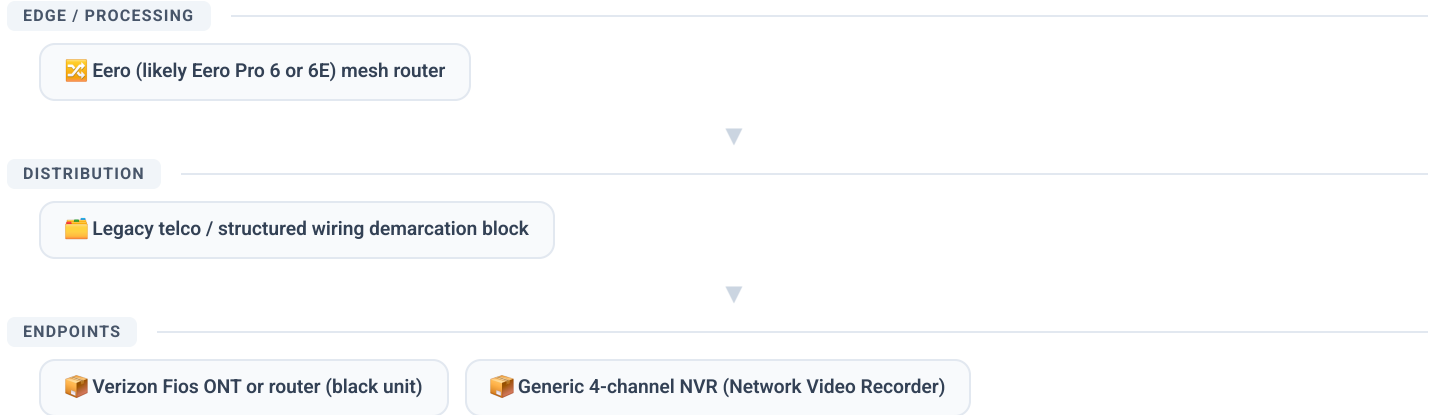 EDGE / PROCESSING
Eero (likely Eero Pro 6 or 6E) mesh router
DISTRIBUTION
Legacy telco / structured wiring demarcation block
ENDPOINTS
Verizon Fios ONT or router (black unit)
Generic 4-channel NVR (Network Video Recorder)